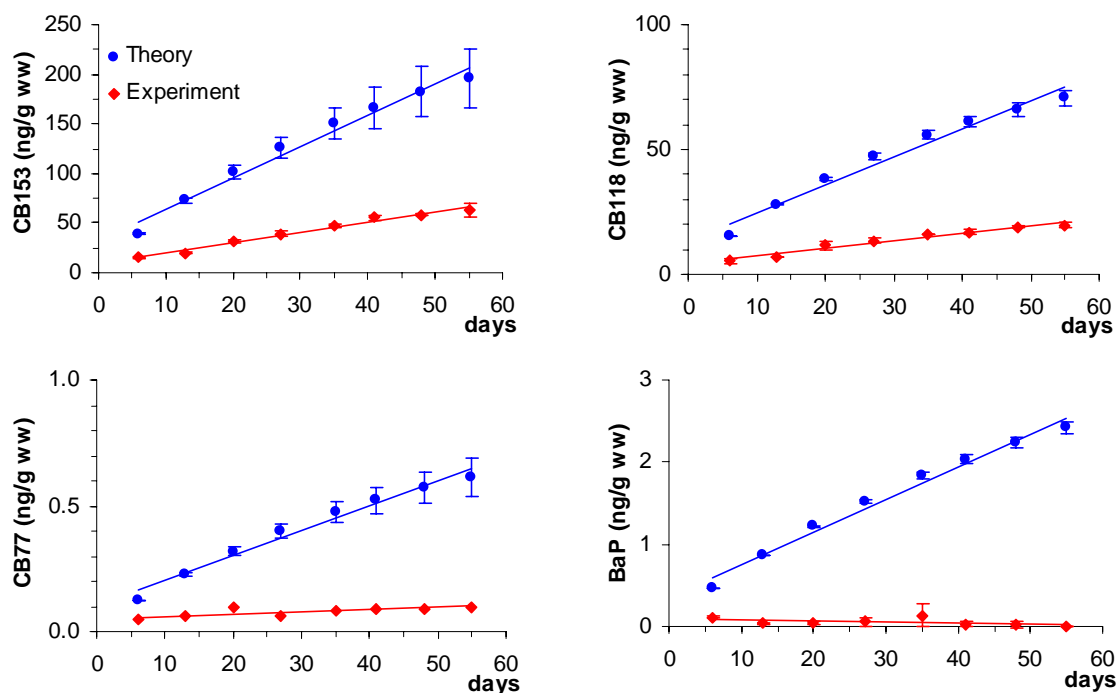 CB153 (ng/g ww)
250
200
150
100
50
0
Theory
Experiment
0 10 20 30 40 50 60
days
CB118 (ng/g ww)
100
50
0
0 10 20 30 40 50 60
days
CB77 (ng/g ww)
1.0
0.5
0.0
0 10 20 30 40 50 60
days
BaP (ng/g ww)
3
2
1
0
0 10 20 30 40 50 60
days